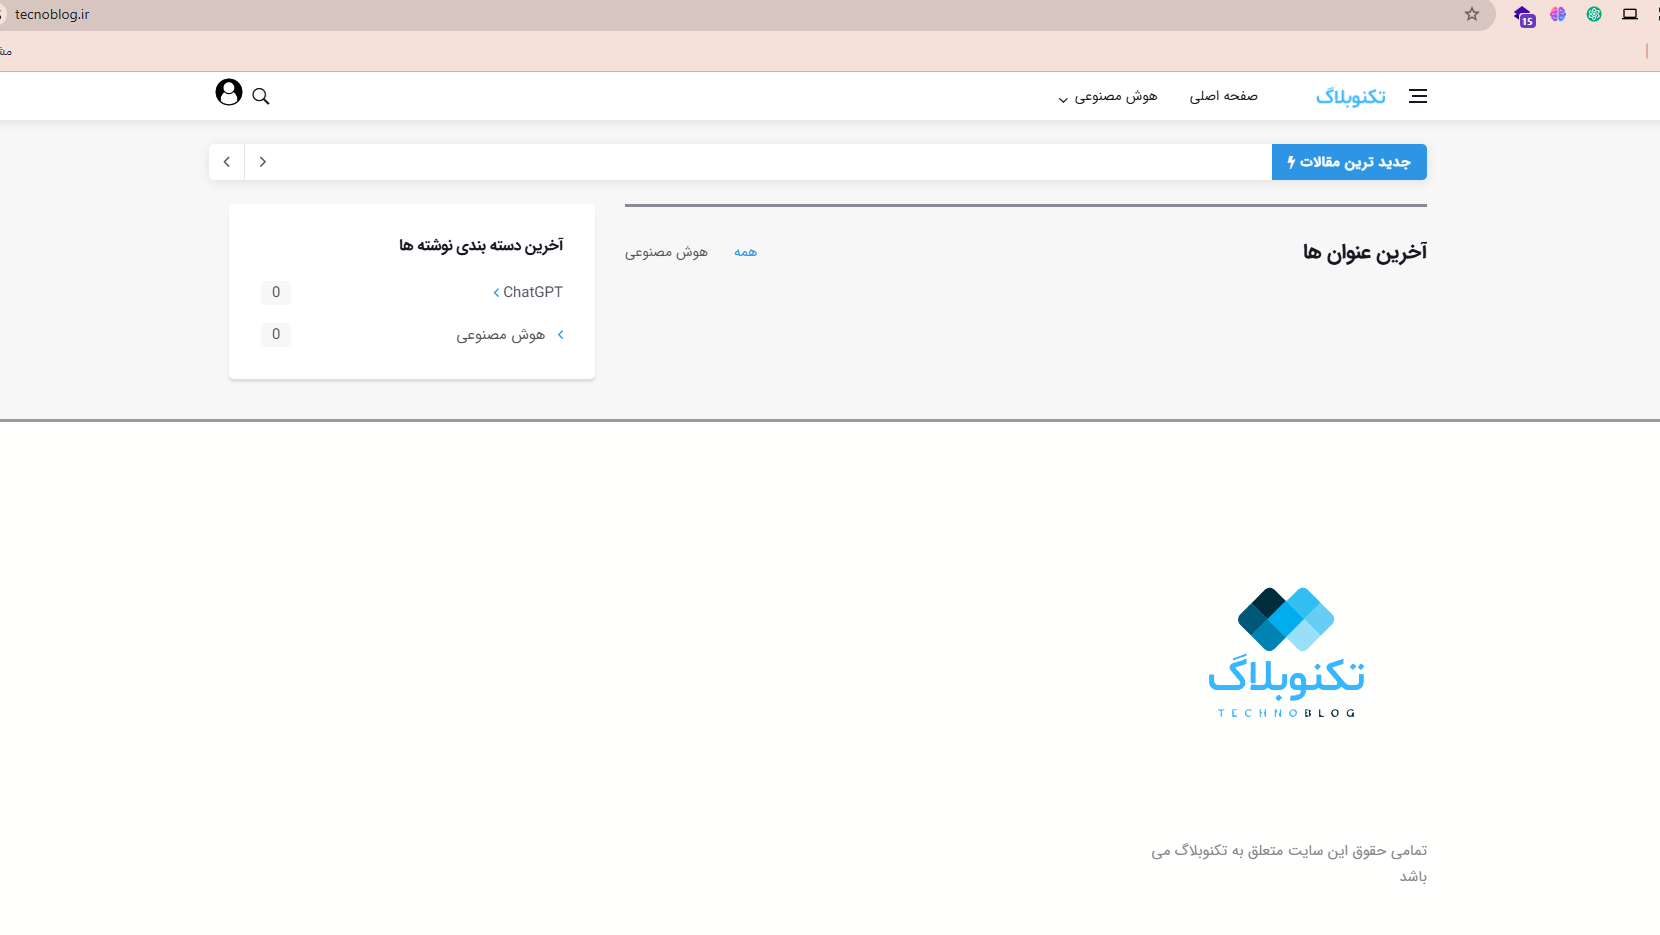 tecnoblog.ir
15
تکنوبلاگ
صفحه اصلی
هوش مصنوعی
جدید ترین مقالات
آخرین عنوان ها
همه
هوش مصنوعی
آخرین دسته بندی نوشته ها
ChatGPT
0
هوش مصنوعی
0
تکنوبلاگ
TECHNOBLOG
تمامی حقوق این سایت متعلق به تکنوبلاگ می
باشد